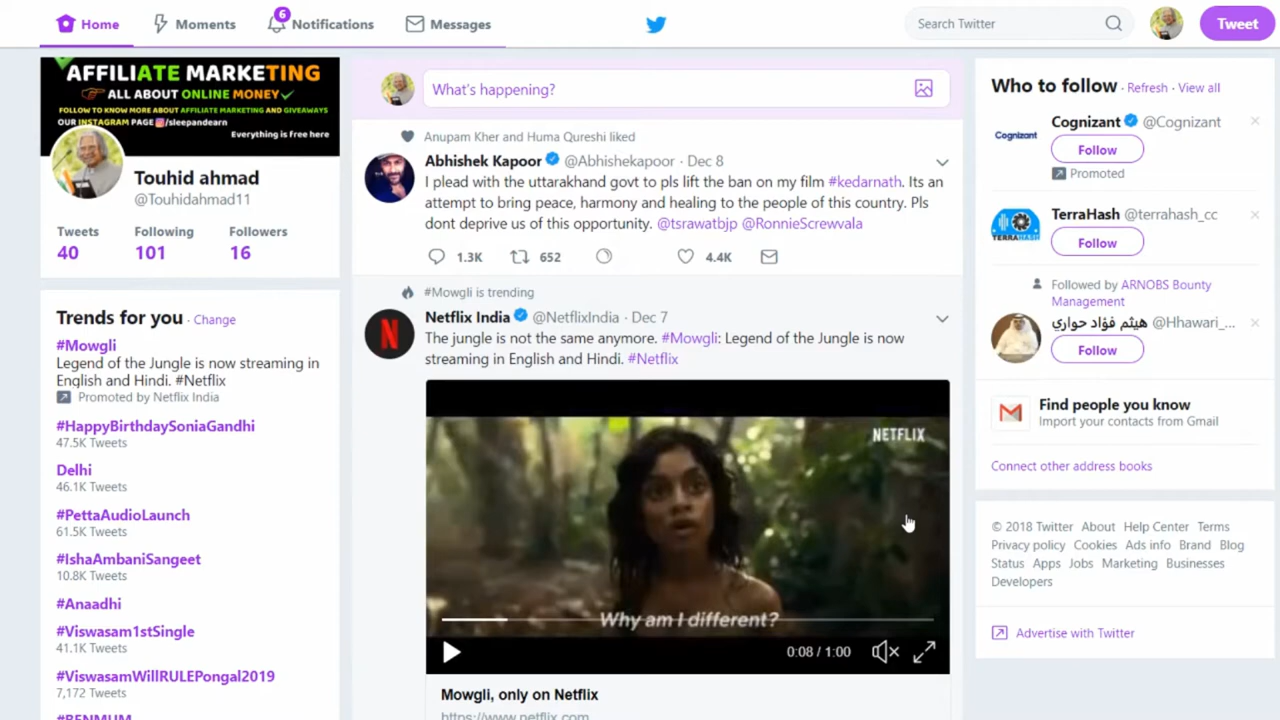 Home
Moments
6
Notifications
Messages
Search Twitter
Tweet
AFFILIATE MARKETING
ALL ABOUT ONLINE MONEY
FOLLOW TO KNOW MORE ABOUT AFFILIATE MARKETING AND GIVEAWAYS
OUR INSTAGRAM PAGE @/sleepandearn
Everything is free here
Touhid ahmad
@Touhidahmad11
Tweets Following Followers
40 101 16
Trends for you · Change
#Mowgli
Legend of the Jungle is now streaming in
English and Hindi. #Netflix
Promoted by Netflix India
#HappyBirthdaySoniaGandhi
47.5K Tweets
Delhi
46.1K Tweets
#PettaAudioLaunch
61.5K Tweets
#IshaAmbaniSangeet
10.8K Tweets
#Anaadhi
#Viswasam1stSingle
41.1K Tweets
#ViswasamWillRULEPongal2019
7,172 Tweets
What's happening?
Anupam Kher and Huma Qureshi liked
Abhishek Kapoor @Abhishekapoor · Dec 8
I plead with the uttarakhand govt to pls lift the ban on my film #kedarnath. Its an
attempt to bring peace, harmony and healing to the people of this country. Pls
dont deprive us of this opportunity. @tsrawatbjp @RonnieScrewvala
1.3K 652 4.4K
#Mowgli is trending
Netflix India @NetflixIndia · Dec 7
The jungle is not the same anymore. #Mowgli: Legend of the Jungle is now
streaming in English and Hindi. #Netflix
NETFLIX
Why am I different?
0:08 / 1:00
Mowgli, only on Netflix
https://www.netflix.com
Who to follow · Refresh · View all
Cognizant
Cognizant @Cognizant
Follow
Promoted
TerraHash @terrahash_cc
TERRAHASH
Follow
Followed by ARNOBS Bounty
Management
هيثم فؤاد حواري @Hhawari_...
Follow
Find people you know
Import your contacts from Gmail
Connect other address books
© 2018 Twitter About Help Center Terms
Privacy policy Cookies Ads info Brand Blog
Status Apps Jobs Marketing Businesses
Developers
Advertise with Twitter